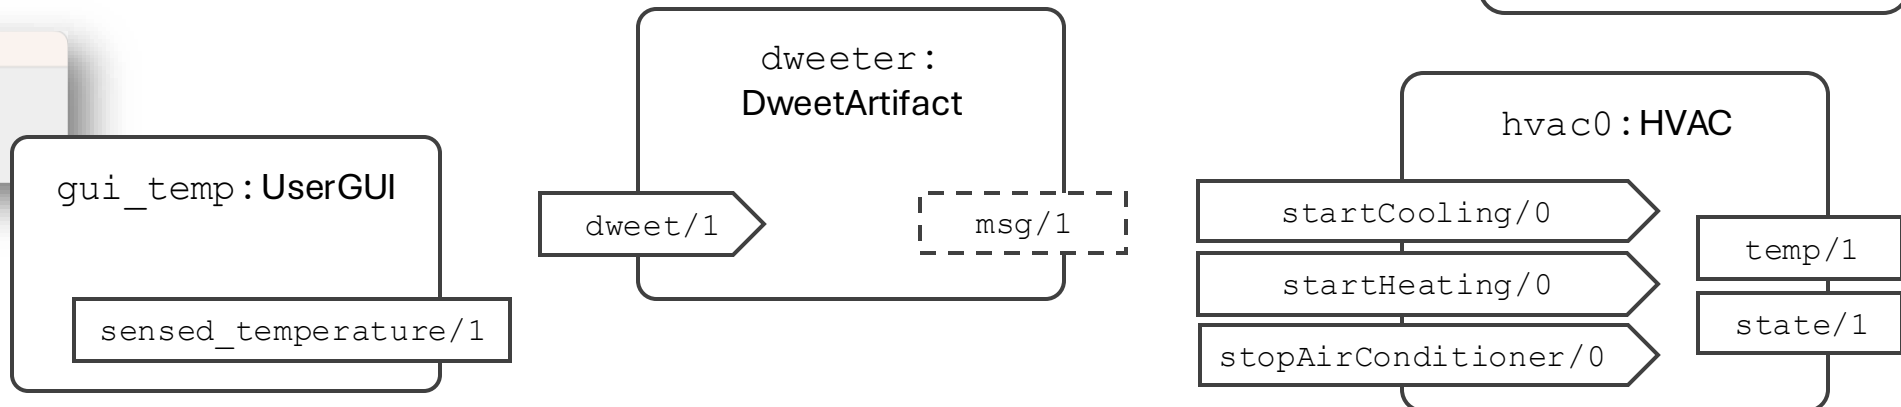 gui_temp:UserGUI
sensed_temperature/1
dweeter:
DweetArtifact
dweet/1
msg/1
hvac0:HVAC
startCooling/0
startHeating/0
stopAirConditioner/0
temp/1
state/1